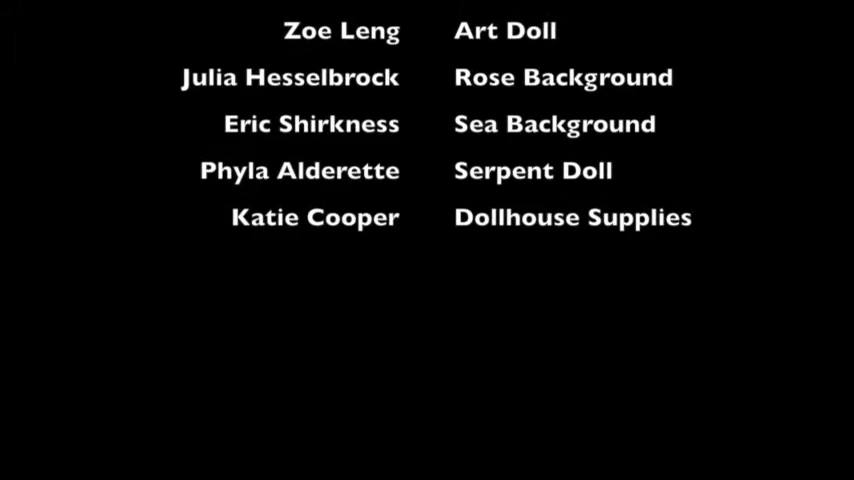 Zoe Leng Art Doll
Julia Hesselbrock Rose Background
Eric Shirkness Sea Background
Phyla Alderette Serpent Doll
Katie Cooper Dollhouse Supplies